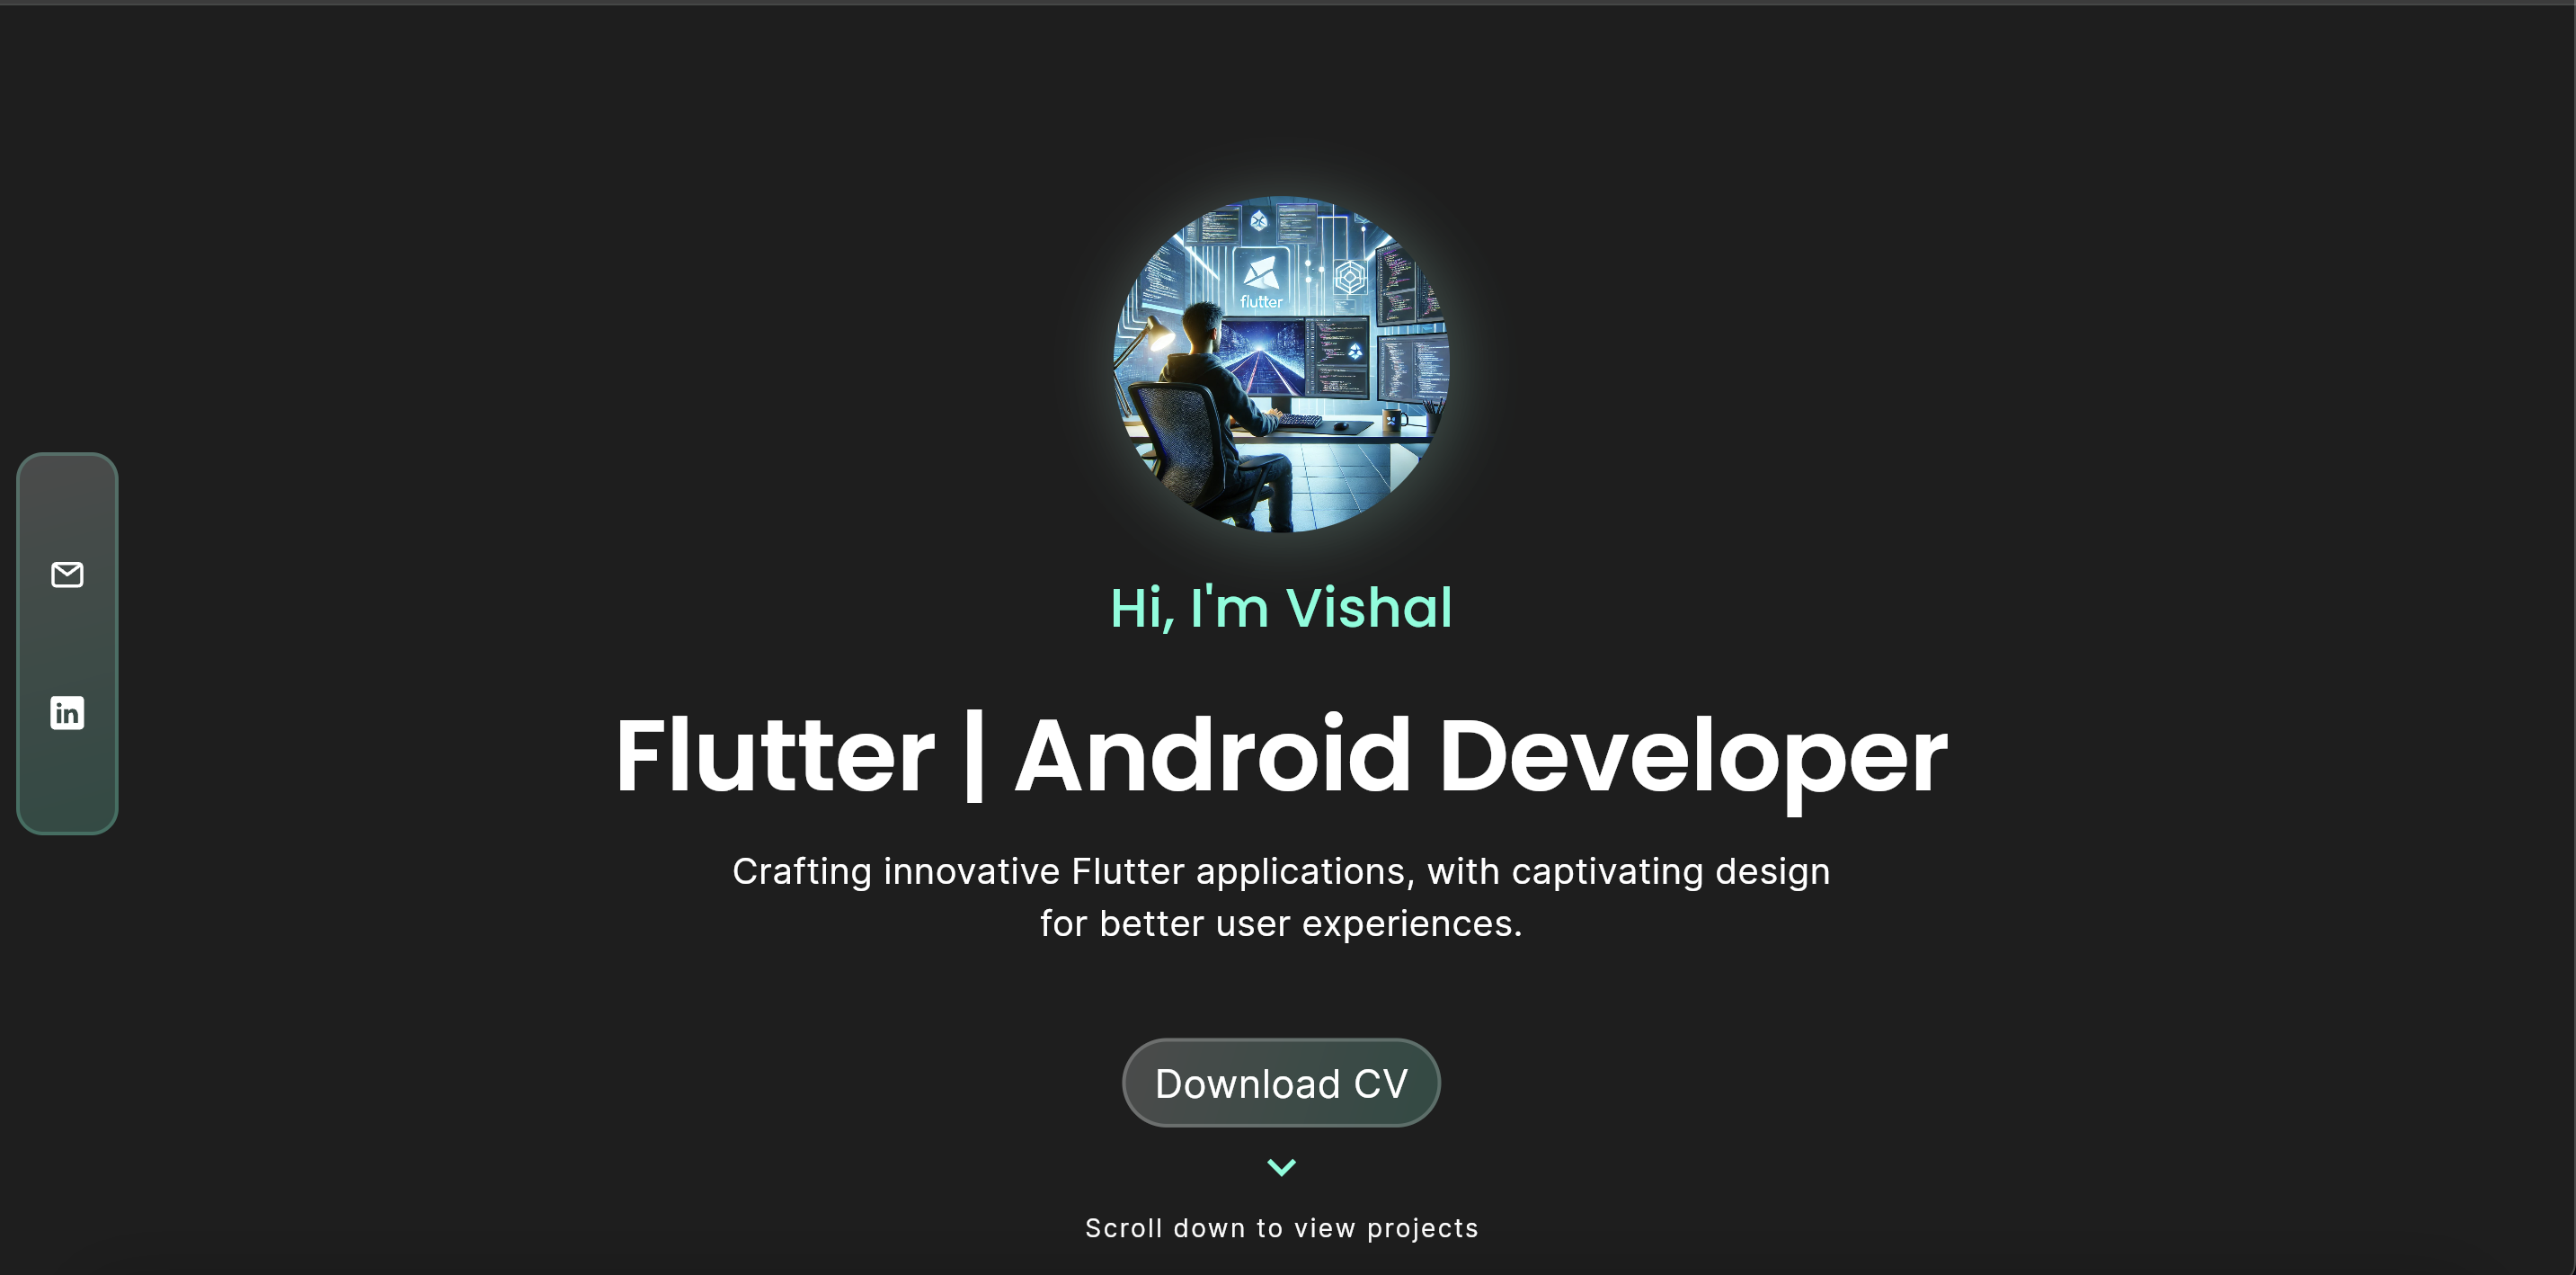 flutter
in
Hi, I'm Vishal
Flutter | Android Developer
Crafting innovative Flutter applications, with captivating design
for better user experiences.
Download CV
Scroll down to view projects